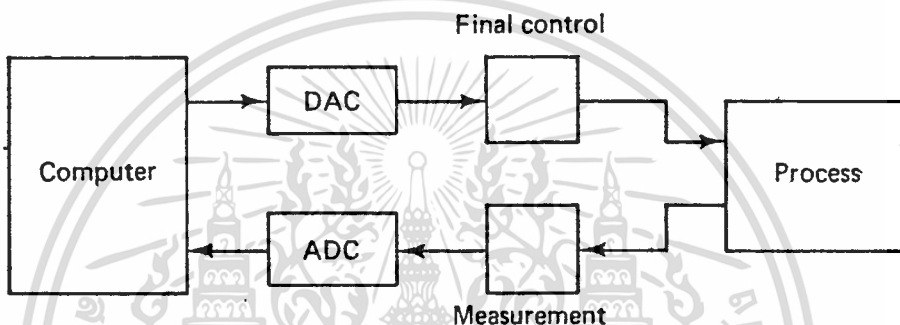 Final control
DAC
Computer
Process
ADC
Measurement